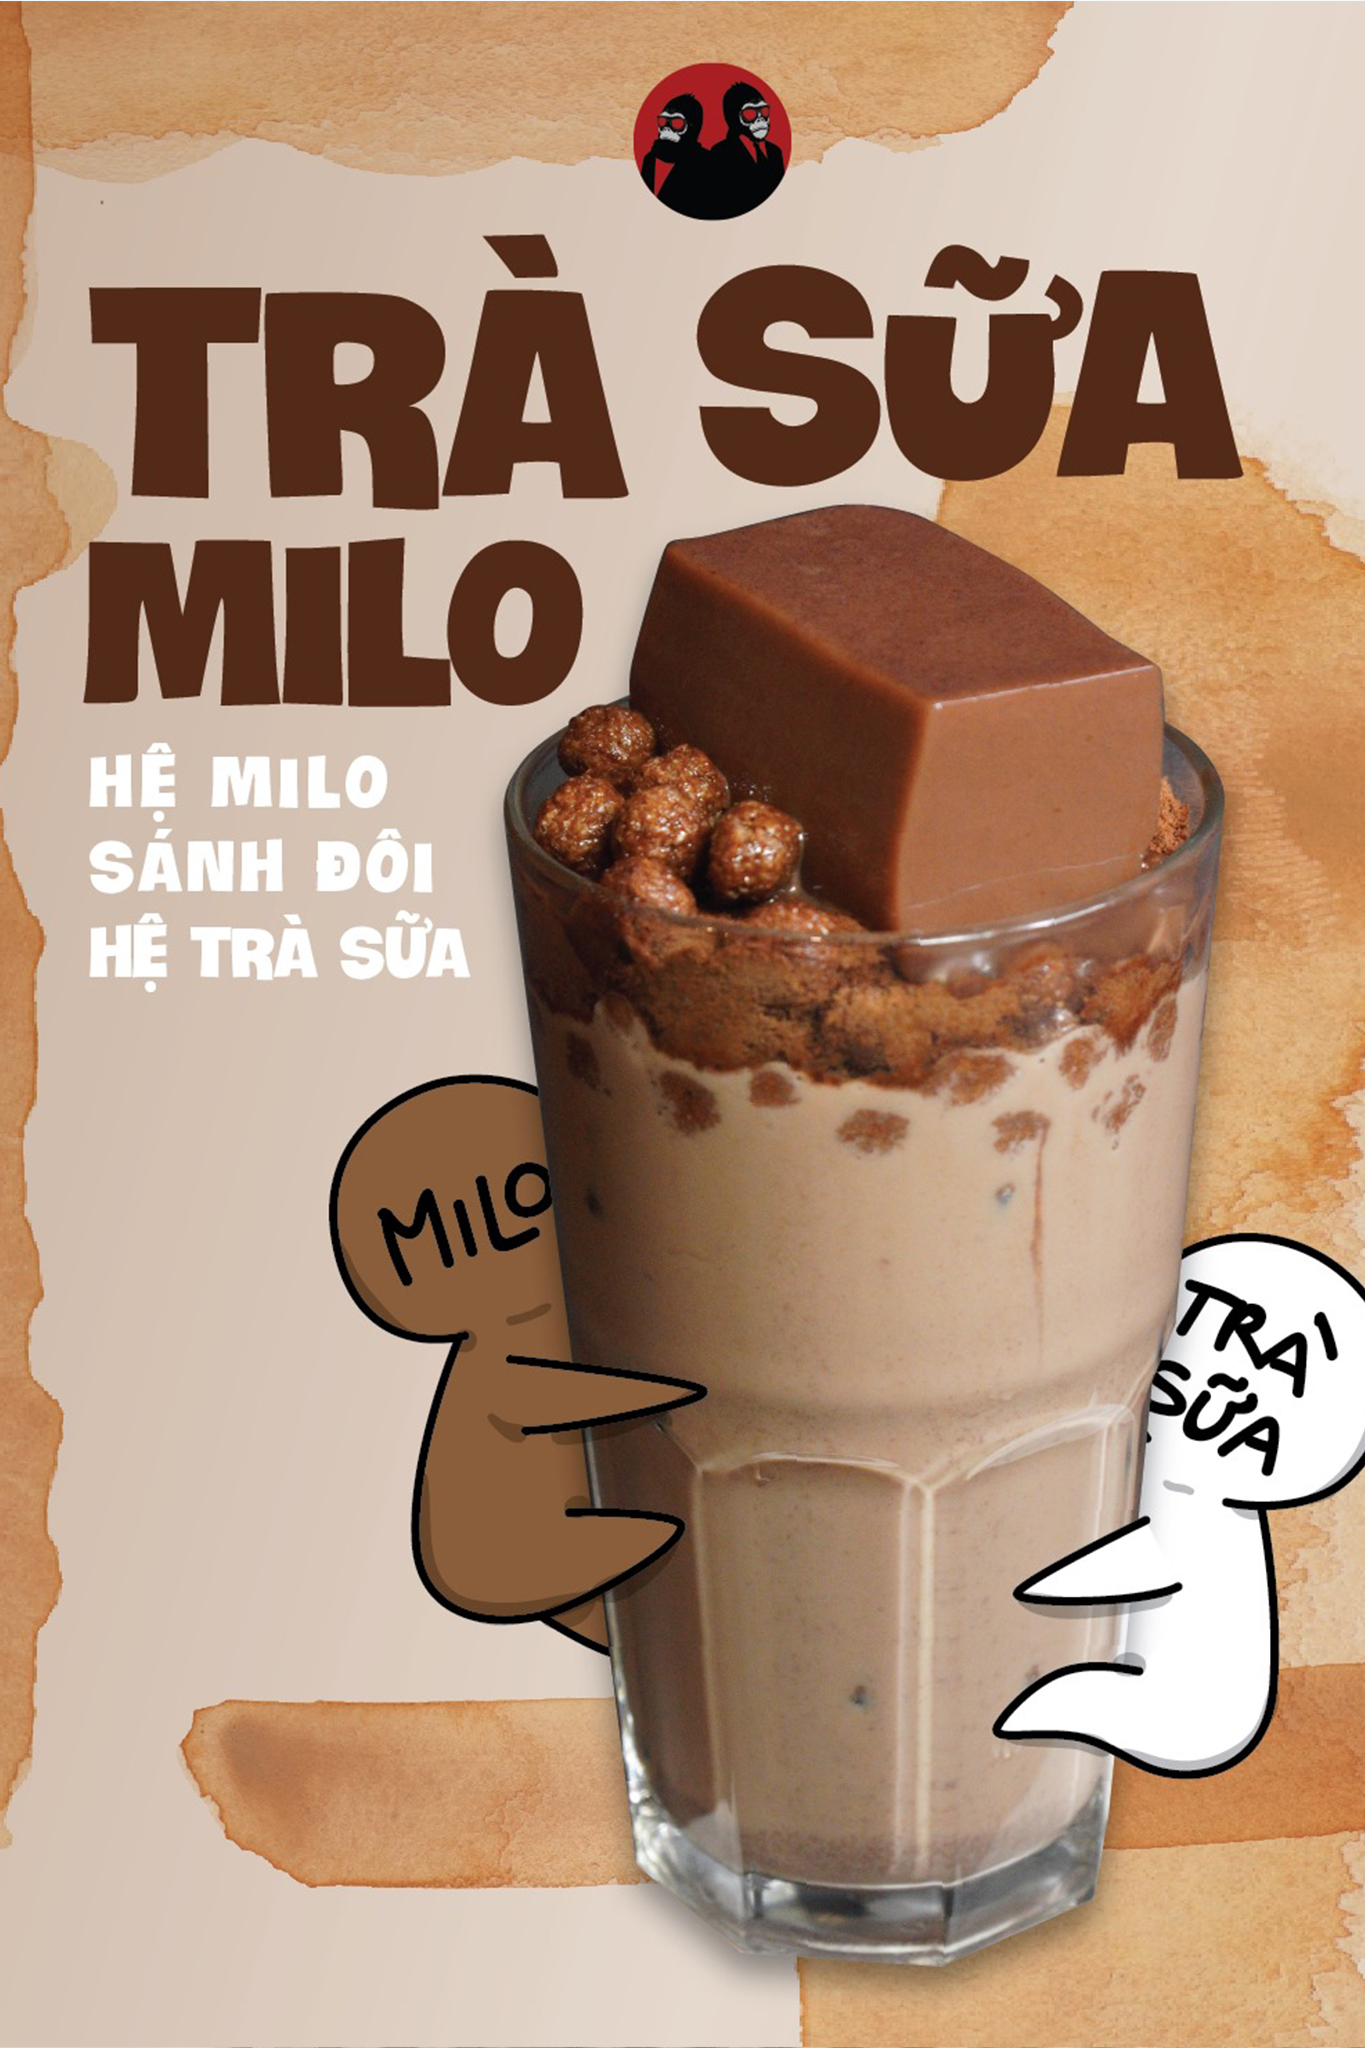 TRÀ SỮA
MILO
HỆ MILO
SÁNH ĐÔI
HỆ TRÀ SỮA
MILO
TRÀ
SỮA